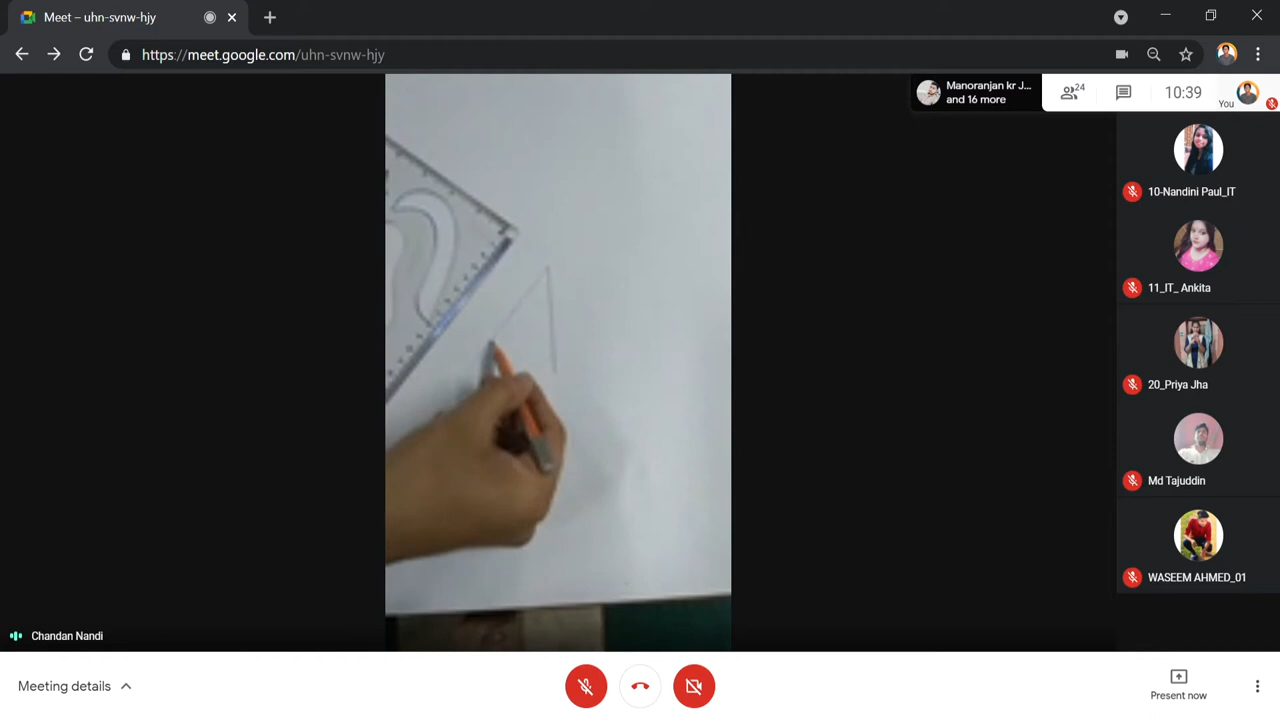 Meet – uhn-svnw-hjy
https://meet.google.com/uhn-svnw-hjy
Manoranjan kr J...
and 16 more
24
10:39
You
10-Nandini Paul_IT
11_IT_ Ankita
20_Priya Jha
Md Tajuddin
WASEEM AHMED_01
Chandan Nandi
Meeting details
Present now